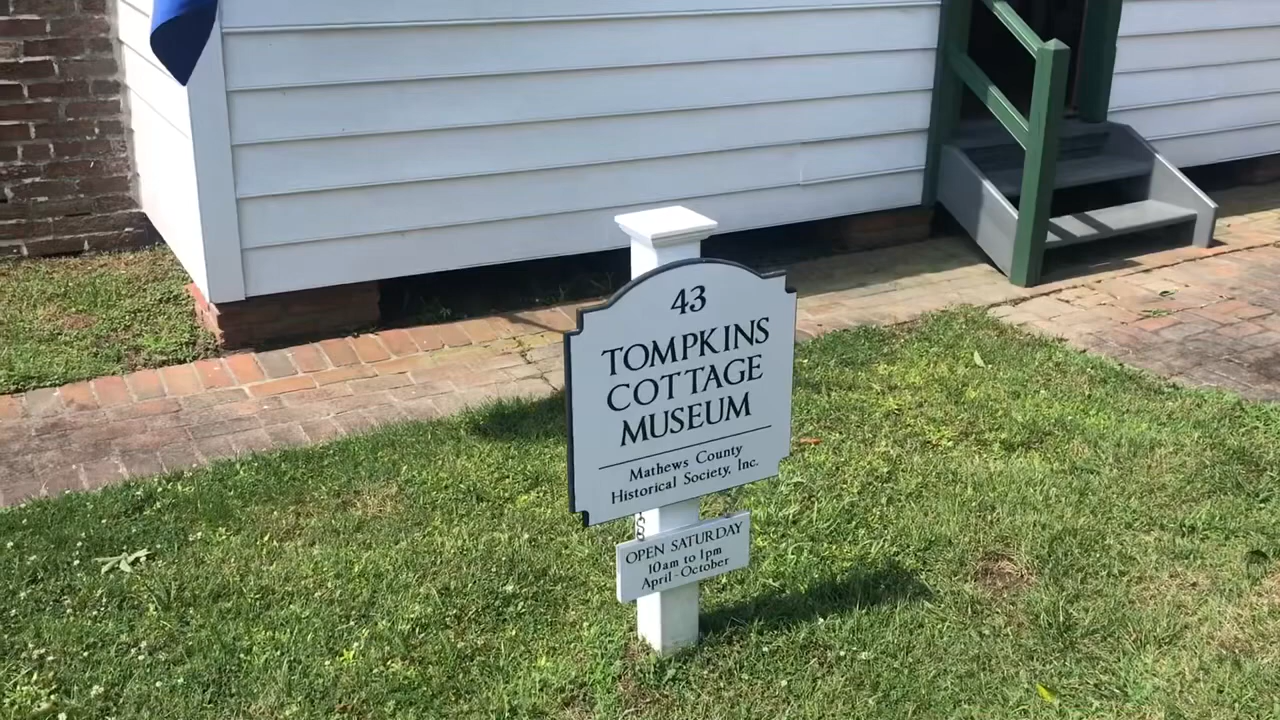 43
TOMPKINS
COTTAGE
MUSEUM
Mathews County
Historical Society, Inc.
OPEN SATURDAY
10am to 1pm
April - October